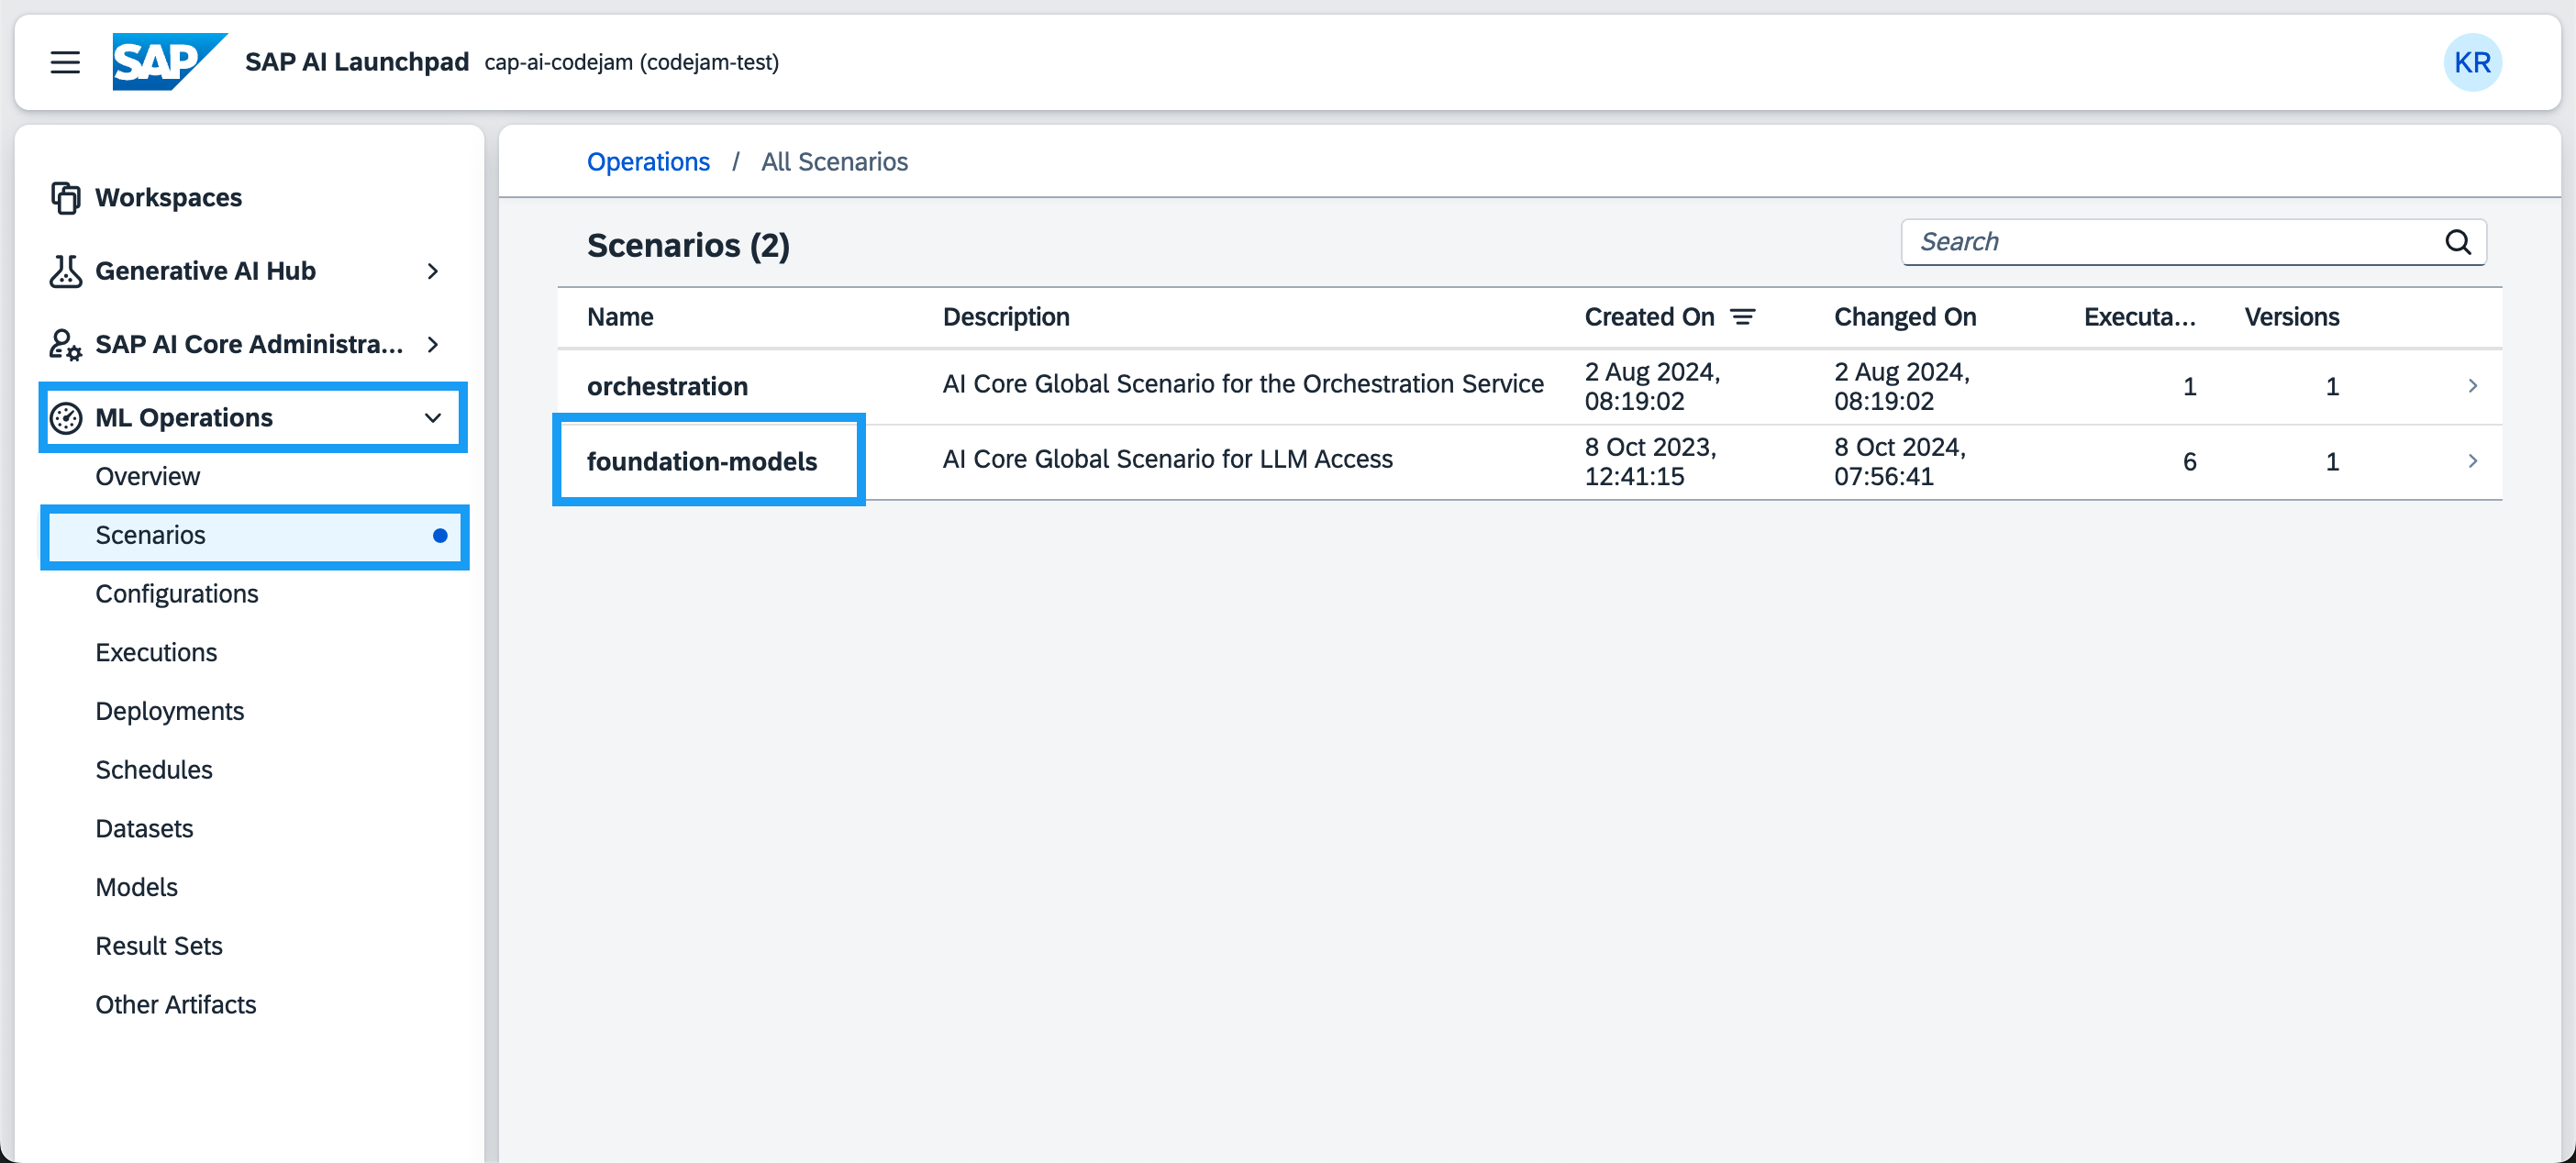 SAP SAP AI Launchpad cap-ai-codejam (codejam-test) KR
Workspaces
Generative AI Hub
SAP AI Core Administra...
ML Operations
Overview
Scenarios
Configurations
Executions
Deployments
Schedules
Datasets
Models
Result Sets
Other Artifacts
Operations / All Scenarios
Scenarios (2)
Search
Name Description Created On Changed On Executa... Versions
orchestration AI Core Global Scenario for the Orchestration Service 2 Aug 2024, 08:19:02 2 Aug 2024, 08:19:02 1 1
foundation-models AI Core Global Scenario for LLM Access 8 Oct 2023, 12:41:15 8 Oct 2024, 07:56:41 6 1